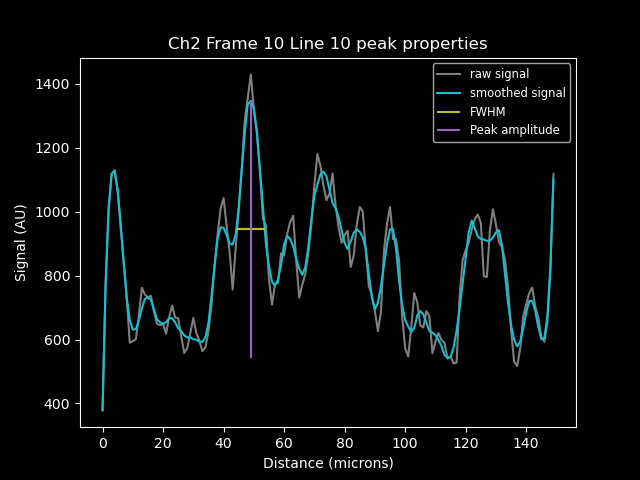 Ch2 Frame 10 Line 10 peak properties
raw signal
smoothed signal
FWHM
Peak amplitude
Signal (AU)
1400
1200
1000
800
600
400
0 20 40 60 80 100 120 140
Distance (microns)